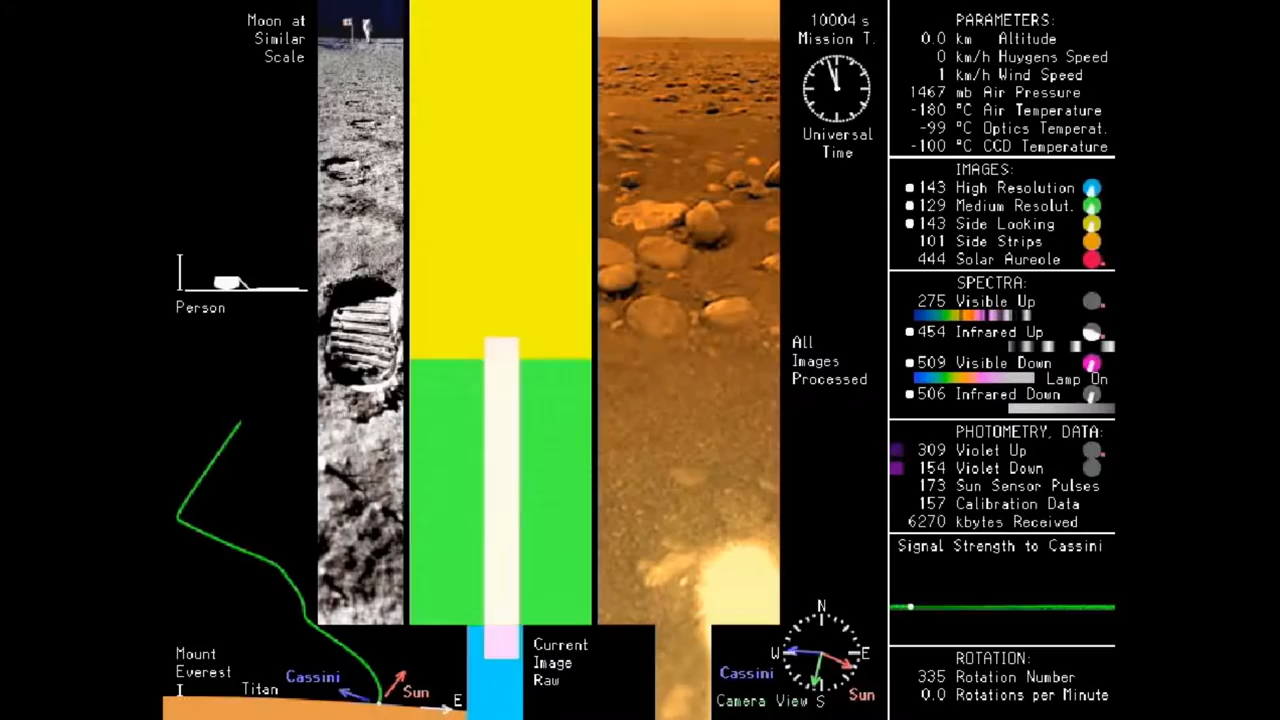 Moon at
Similar
Scale
Person
Mount
Everest
Titan
Cassini
Sun
E
Current
Image
Raw
10004 s
Mission T.
Universal
Time
All
Images
Processed
N
W
E
S
Cassini
Sun
Camera View
PARAMETERS:
0.0 km Altitude
0 km/h Huygens Speed
1 km/h Wind Speed
1467 mb Air Pressure
-180 °C Air Temperature
-99 °C Optics Temperat.
-100 °C CCD Temperature
IMAGES:
143 High Resolution
129 Medium Resolut.
143 Side Looking
101 Side Strips
444 Solar Aureole
SPECTRA:
275 Visible Up
454 Infrared Up
509 Visible Down
Lamp On
506 Infrared Down
PHOTOMETRY, DATA:
309 Violet Up
154 Violet Down
173 Sun Sensor Pulses
157 Calibration Data
6270 kbytes Received
Signal Strength to Cassini
ROTATION:
335 Rotation Number
0.0 Rotations per Minute